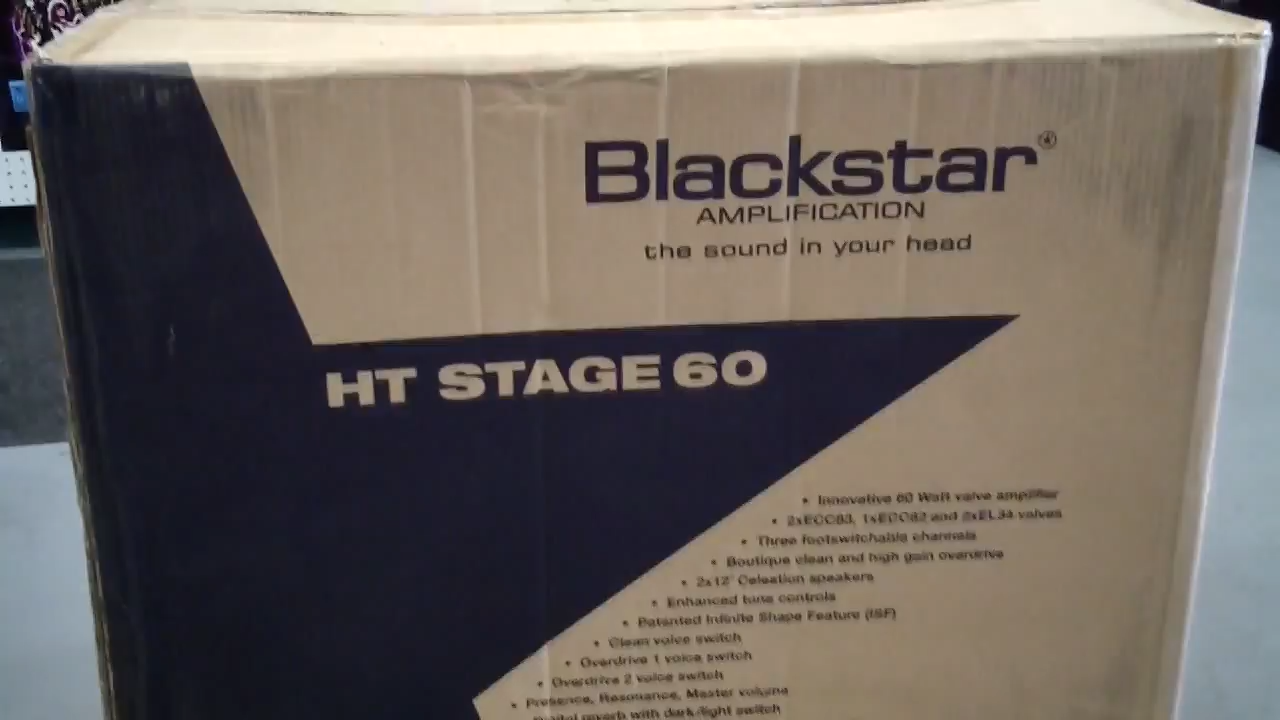 Blackstar®
AMPLIFICATION
the sound in your head
HT STAGE 60
• Innovative 60 Watt valve amplifier
• 2xECC83, 1xECC82 and 2xEL34 valves
• Three footswitchable channels
• Boutique clean and high gain overdrive
• 2x12" Celestion speakers
• Enhanced tone controls
• Patented Infinite Shape Feature (ISF)
• Clean voice switch
• Overdrive 1 voice switch
• Overdrive 2 voice switch
• Presence, Resonance, Master volume
Digital reverb with dark/light switch